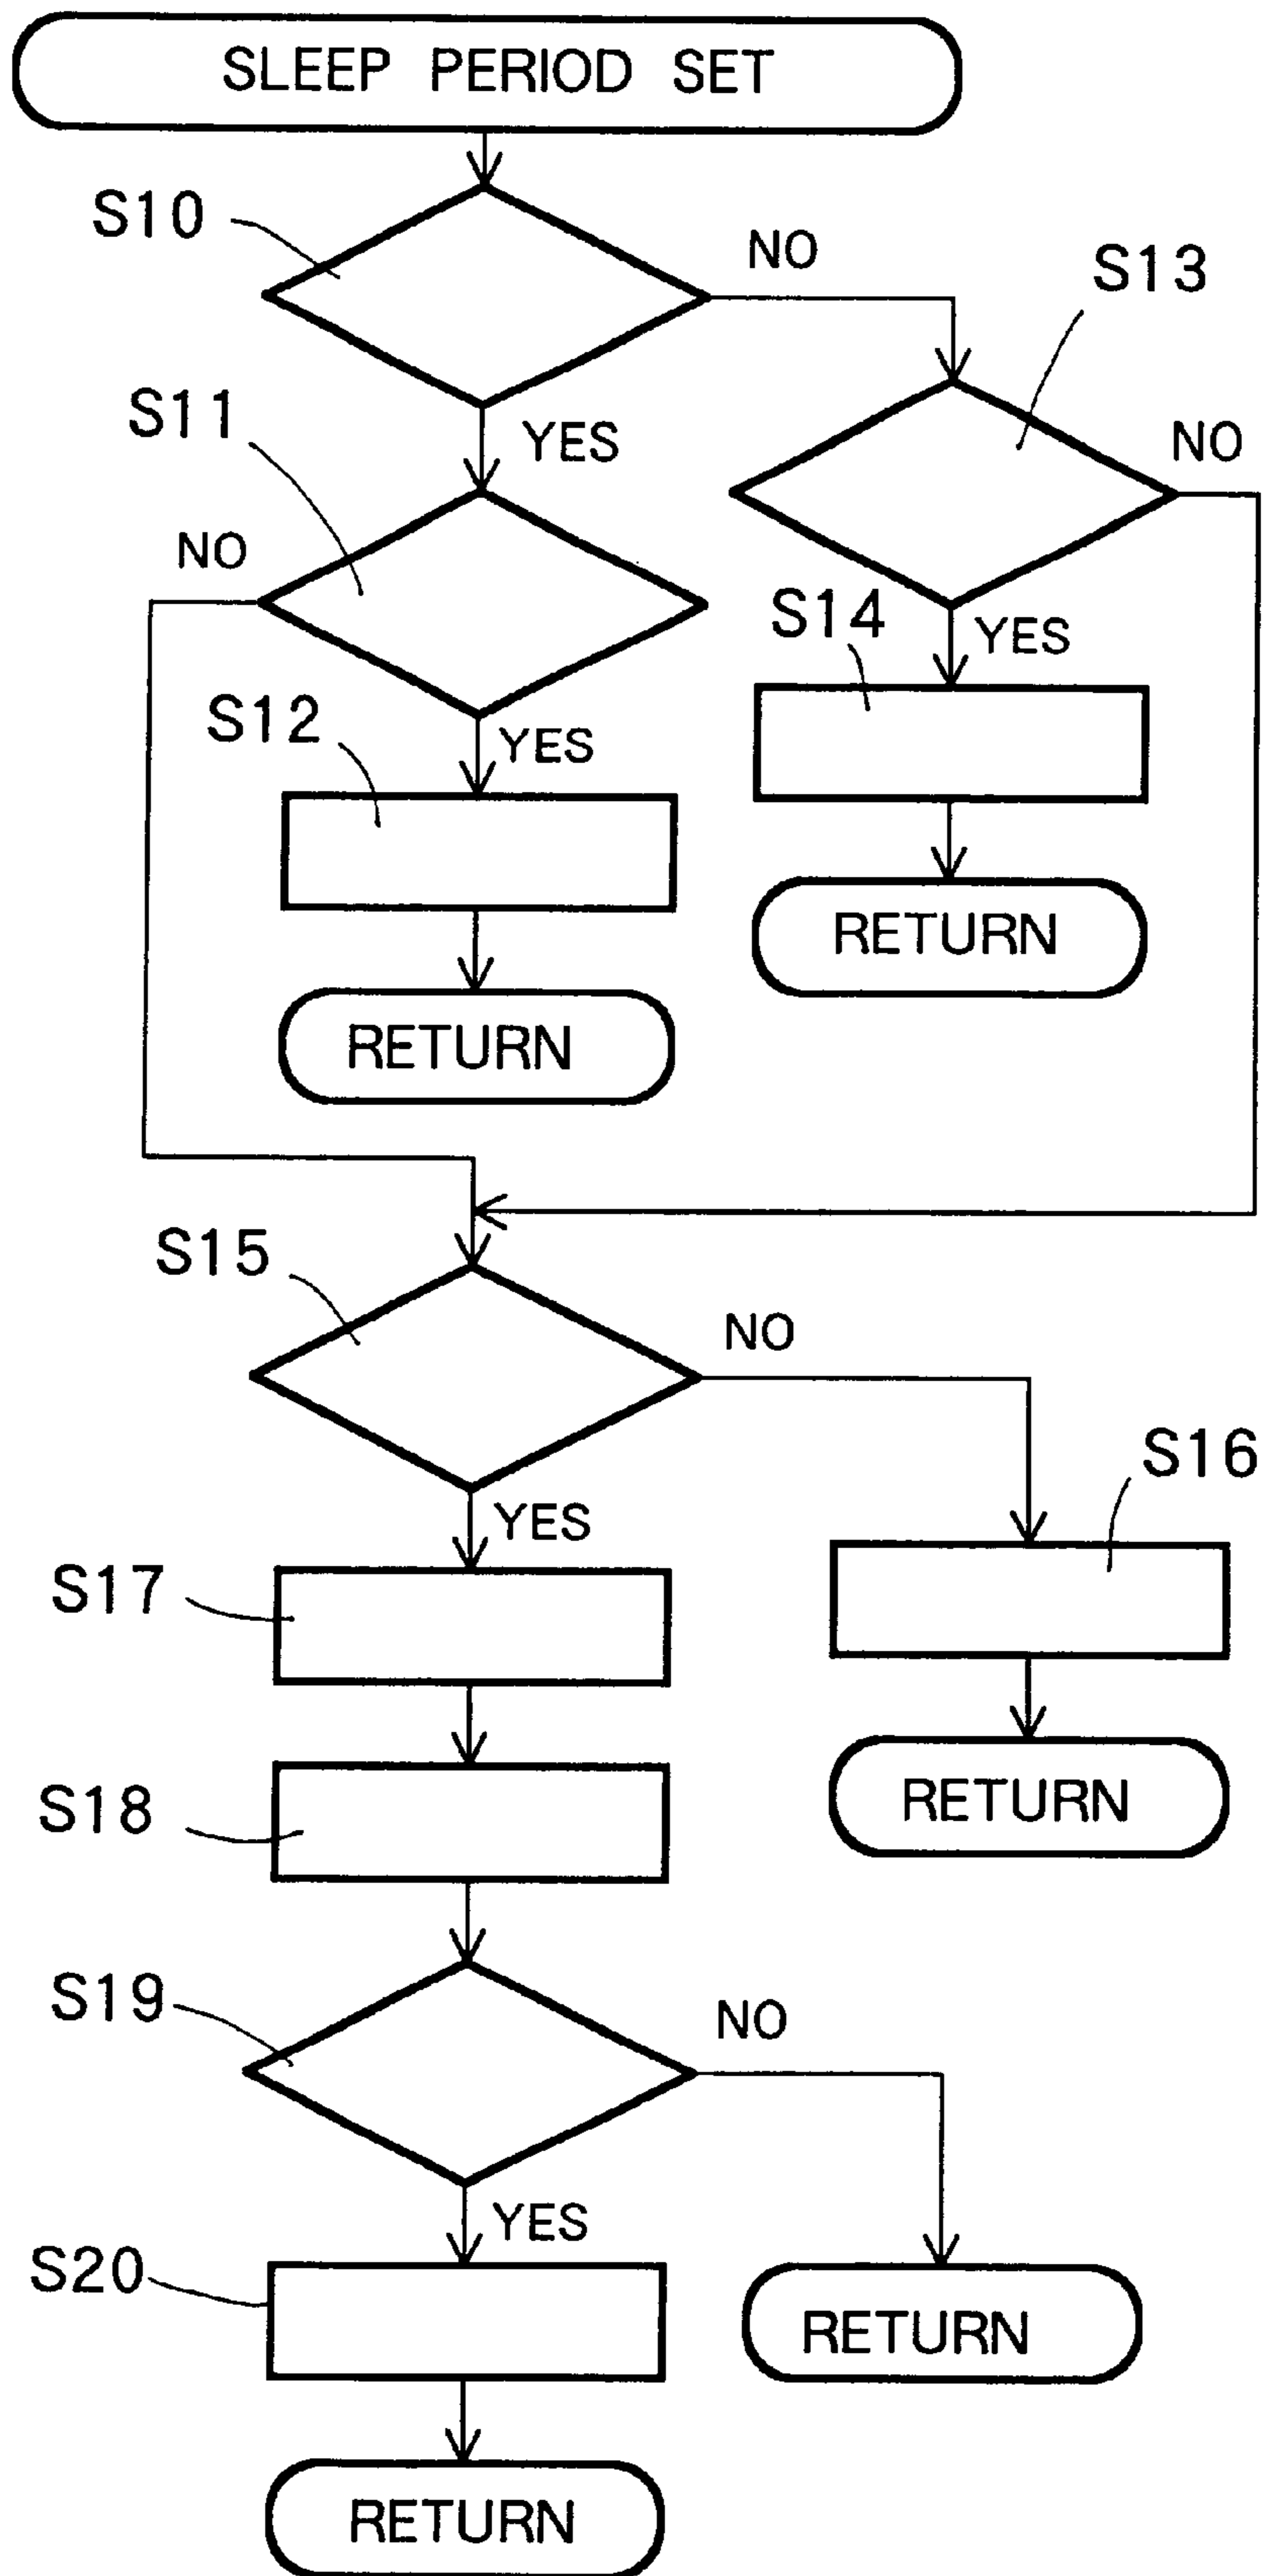 SLEEP PERIOD SET
S10
NO
S13
S11
YES
NO
NO
S14
YES
S12
YES
RETURN
RETURN
S15
NO
S16
YES
S17
S18
RETURN
S19
NO
YES
S20
RETURN
RETURN